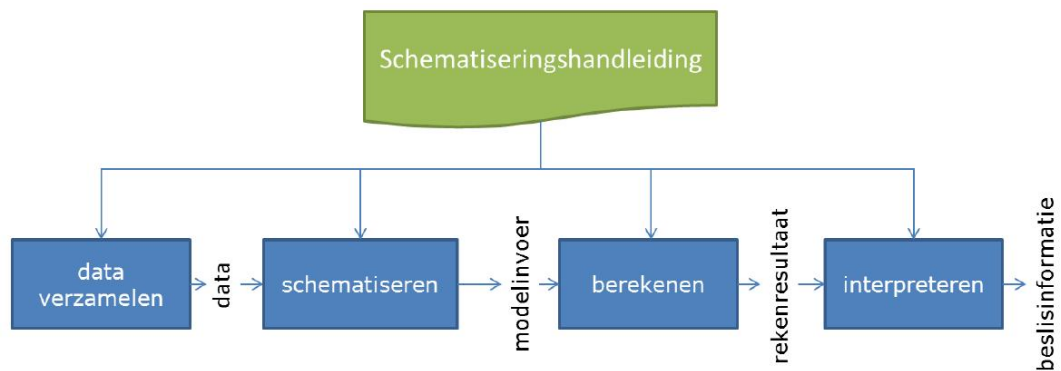 Schematiseringshandleiding
data
verzamelen
data
schematiseren
modelinvoer
berekenen
rekenresultaat
interpreteren
beslisinformatie